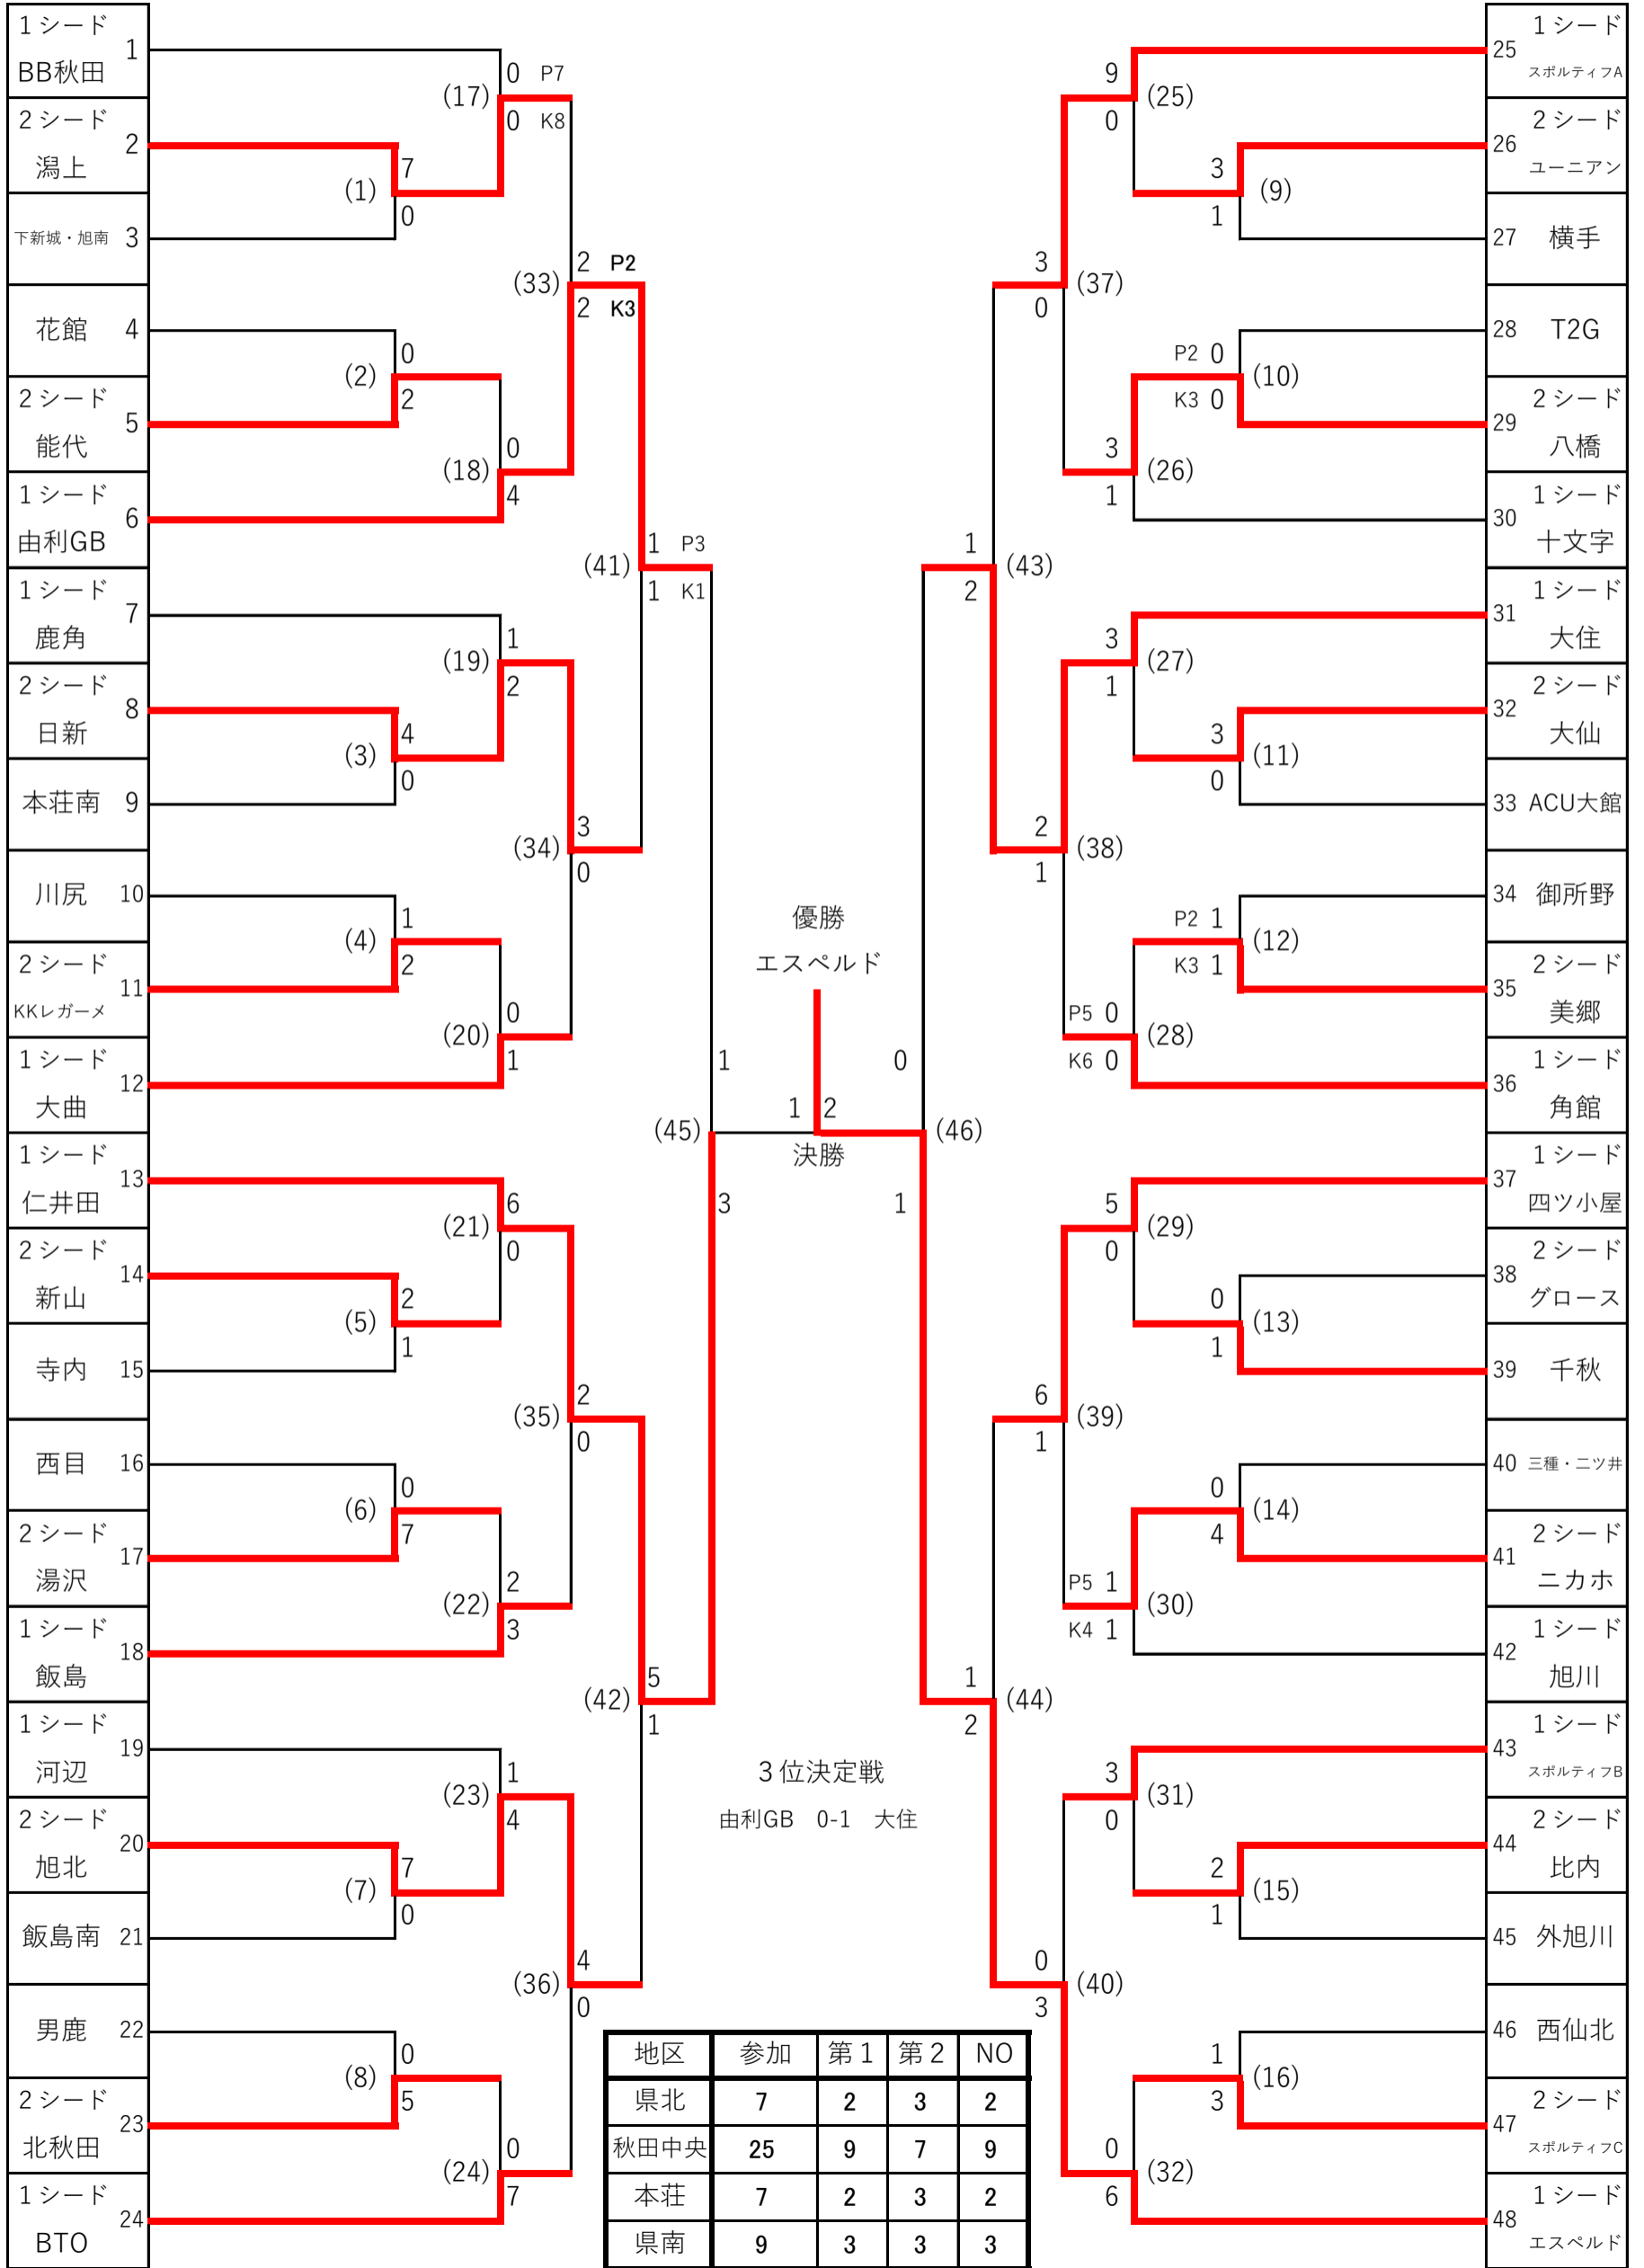 1シード
BB秋田 1
2シード
潟上 2
下新城・旭南 3
花館 4
2シード
能代 5
1シード
由利GB 6
1シード
鹿角 7
2シード
日新 8
本荘南 9
川尻 10
2シード
KKレガーメ 11
1シード
大曲 12
1シード
仁井田 13
2シード
新山 14
寺内 15
西目 16
2シード
湯沢 17
1シード
飯島 18
1シード
河辺 19
2シード
旭北 20
飯島南 21
男鹿 22
2シード
北秋田 23
1シード
BTO 24
(1) 7
0
(2) 0
2
(3) 4
0
(4) 1
2
(5) 2
1
(6) 0
7
(7) 7
0
(8) 0
5
(17) 0 P7
0 K8
(18) 0
4
(19) 1
2
(20) 0
1
(21) 6
0
(22) 2
3
(23) 1
4
(24) 0
7
(33) 2 P2
2 K3
(34) 3
0
(35) 2
0
(36) 4
0
(41) 1 P3
1 K1
(42) 5
1
(45) 1
3
優勝
エスペルド
1 2
決勝
3位決定戦
由利GB 0-1 大住
0
1 (46)
1
2 (43)
1
2 (44)
3
0 (37)
2
1 (38)
6
1 (39)
0
3 (40)
9
0 (25)
3
1 (26)
3
1 (27)
P5 0
K6 0 (28)
5
0 (29)
P5 1
K4 1 (30)
3
0 (31)
0
6 (32)
3
1 (9)
P2 0
K3 0 (10)
3
0 (11)
P2 1
K3 1 (12)
0
1 (13)
0
4 (14)
2
1 (15)
1
3 (16)
1シード
25 スポルティフA
2シード
26 ユーニアン
27 横手
28 T2G
2シード
29 八橋
1シード
30 十文字
1シード
31 大住
2シード
32 大仙
33 ACU大館
34 御所野
2シード
35 美郷
1シード
36 角館
1シード
37 四ツ小屋
2シード
38 グロース
39 千秋
40 三種・二ツ井
2シード
41 ニカホ
1シード
42 旭川
1シード
43 スポルティフB
2シード
44 比内
45 外旭川
46 西仙北
2シード
47 スポルティフC
1シード
48 エスペルド
地区 参加 第1 第2 NO
県北 7 2 3 2
秋田中央 25 9 7 9
本荘 7 2 3 2
県南 9 3 3 3